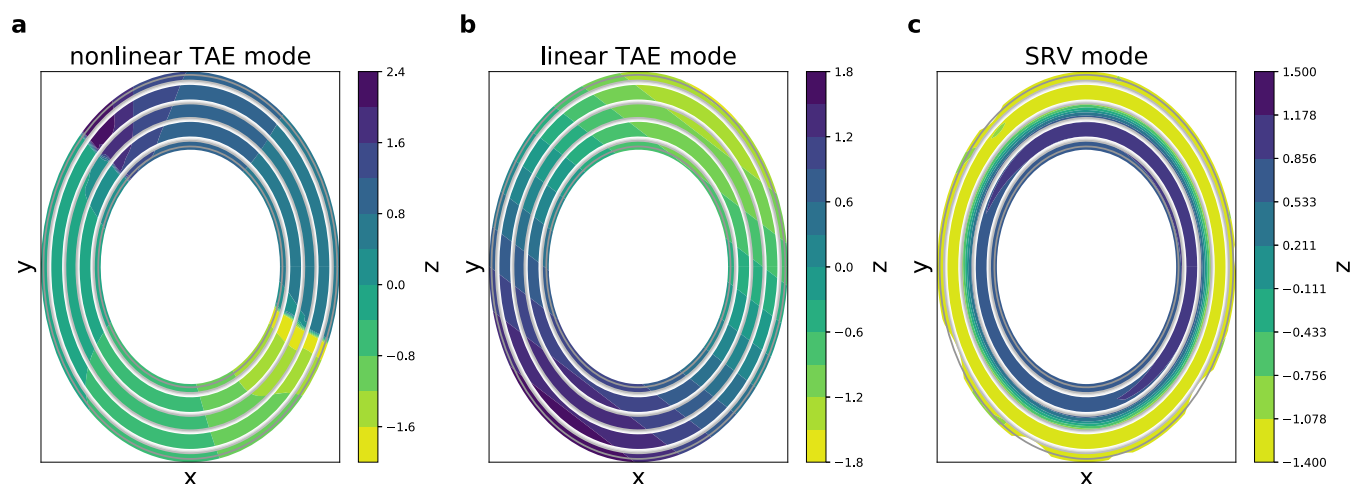 a
nonlinear TAE mode
y
x
2.4
1.6
0.8
0.0
−0.8
−1.6
z
b
linear TAE mode
y
x
1.8
1.2
0.6
0.0
−0.6
−1.2
−1.8
z
c
SRV mode
y
x
1.500
1.178
0.856
0.533
0.211
−0.111
−0.433
−0.756
−1.078
−1.400
z